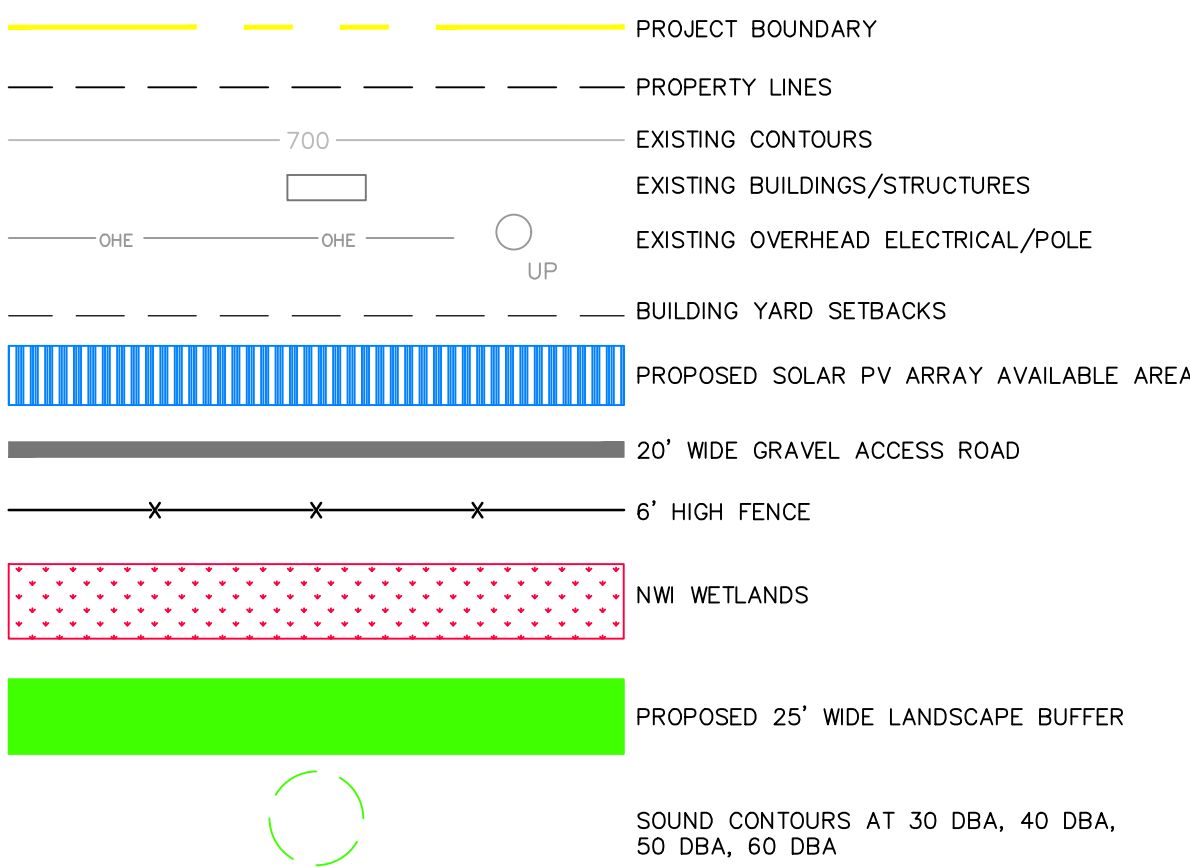 PROJECT BOUNDARY
PROPERTY LINES
700
EXISTING CONTOURS
EXISTING BUILDINGS/STRUCTURES
OHE OHE
EXISTING OVERHEAD ELECTRICAL/POLE
UP
BUILDING YARD SETBACKS
PROPOSED SOLAR PV ARRAY AVAILABLE AREA
20' WIDE GRAVEL ACCESS ROAD
6' HIGH FENCE
NWI WETLANDS
PROPOSED 25' WIDE LANDSCAPE BUFFER
SOUND CONTOURS AT 30 DBA, 40 DBA,
50 DBA, 60 DBA